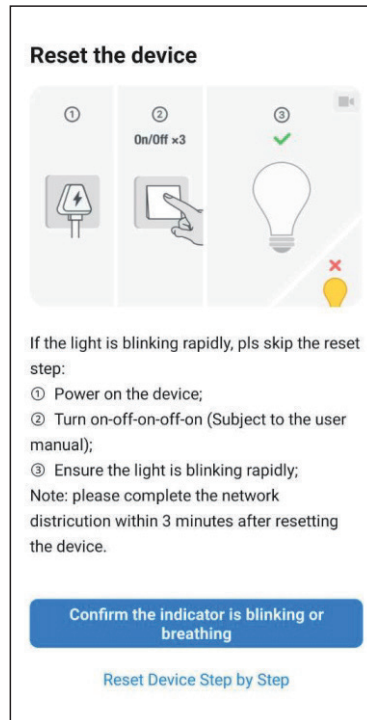 Reset the device
① ② ③
On/Off ×3
If the light is blinking rapidly, pls skip the reset
step:
① Power on the device;
② Turn on-off-on-off-on (Subject to the user
manual);
③ Ensure the light is blinking rapidly;
Note: please complete the network
districution within 3 minutes after resetting
the device.
Confirm the indicator is blinking or
breathing
Reset Device Step by Step